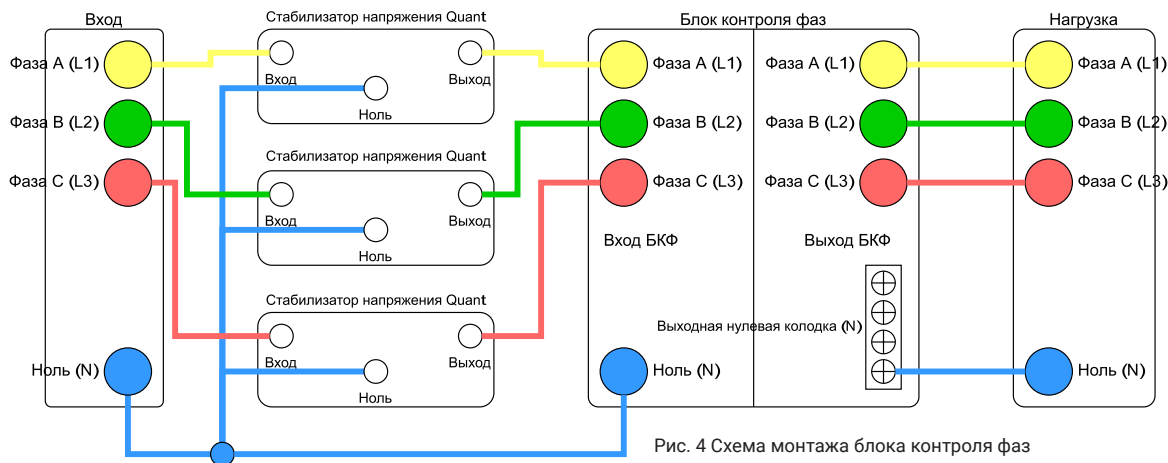 Вход
Фаза А (L1)
Фаза В (L2)
Фаза С (L3)
Ноль (N)
Стабилизатор напряжения Quant
Вход
Выход
Ноль
Стабилизатор напряжения Quant
Вход
Выход
Ноль
Стабилизатор напряжения Quant
Вход
Выход
Ноль
Блок контроля фаз
Фаза А (L1)
Фаза В (L2)
Фаза С (L3)
Вход БКФ
Ноль (N)
Фаза А (L1)
Фаза В (L2)
Фаза С (L3)
Выход БКФ
Выходная нулевая колодка (N)
Нагрузка
Фаза А (L1)
Фаза В (L2)
Фаза С (L3)
Ноль (N)
Рис. 4 Схема монтажа блока контроля фаз